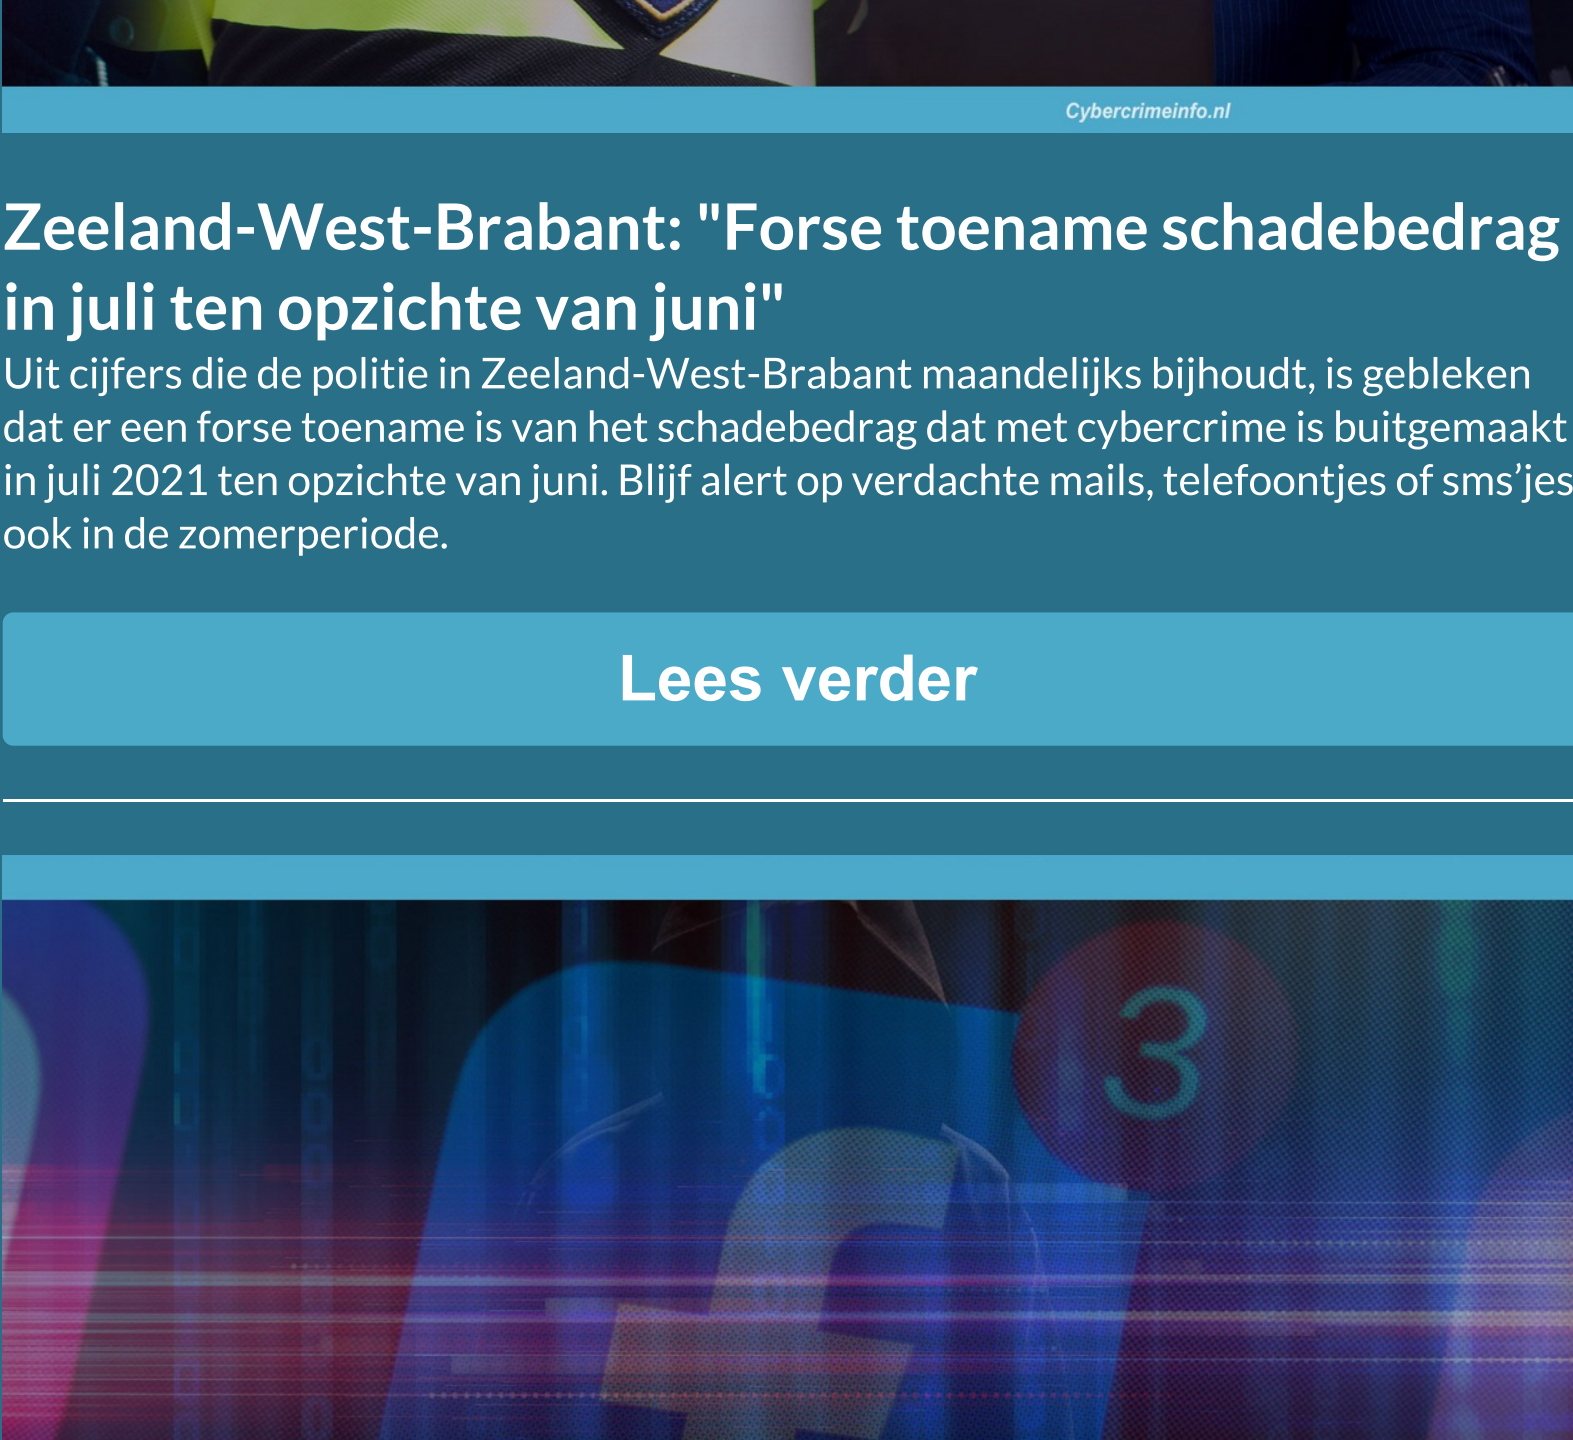 Cybercrimeinfo.nl
Zeeland-West-Brabant: "Forse toename schadebedrag
in juli ten opzichte van juni"
Uit cijfers die de politie in Zeeland-West-Brabant maandelijks bijhoudt, is gebleken
dat er een forse toename is van het schadebedrag dat met cybercrime is buitgemaakt
in juli 2021 ten opzichte van juni. Blijf alert op verdachte mails, telefoontjes of sms’jes
ook in de zomerperiode.
Lees verder
3
f